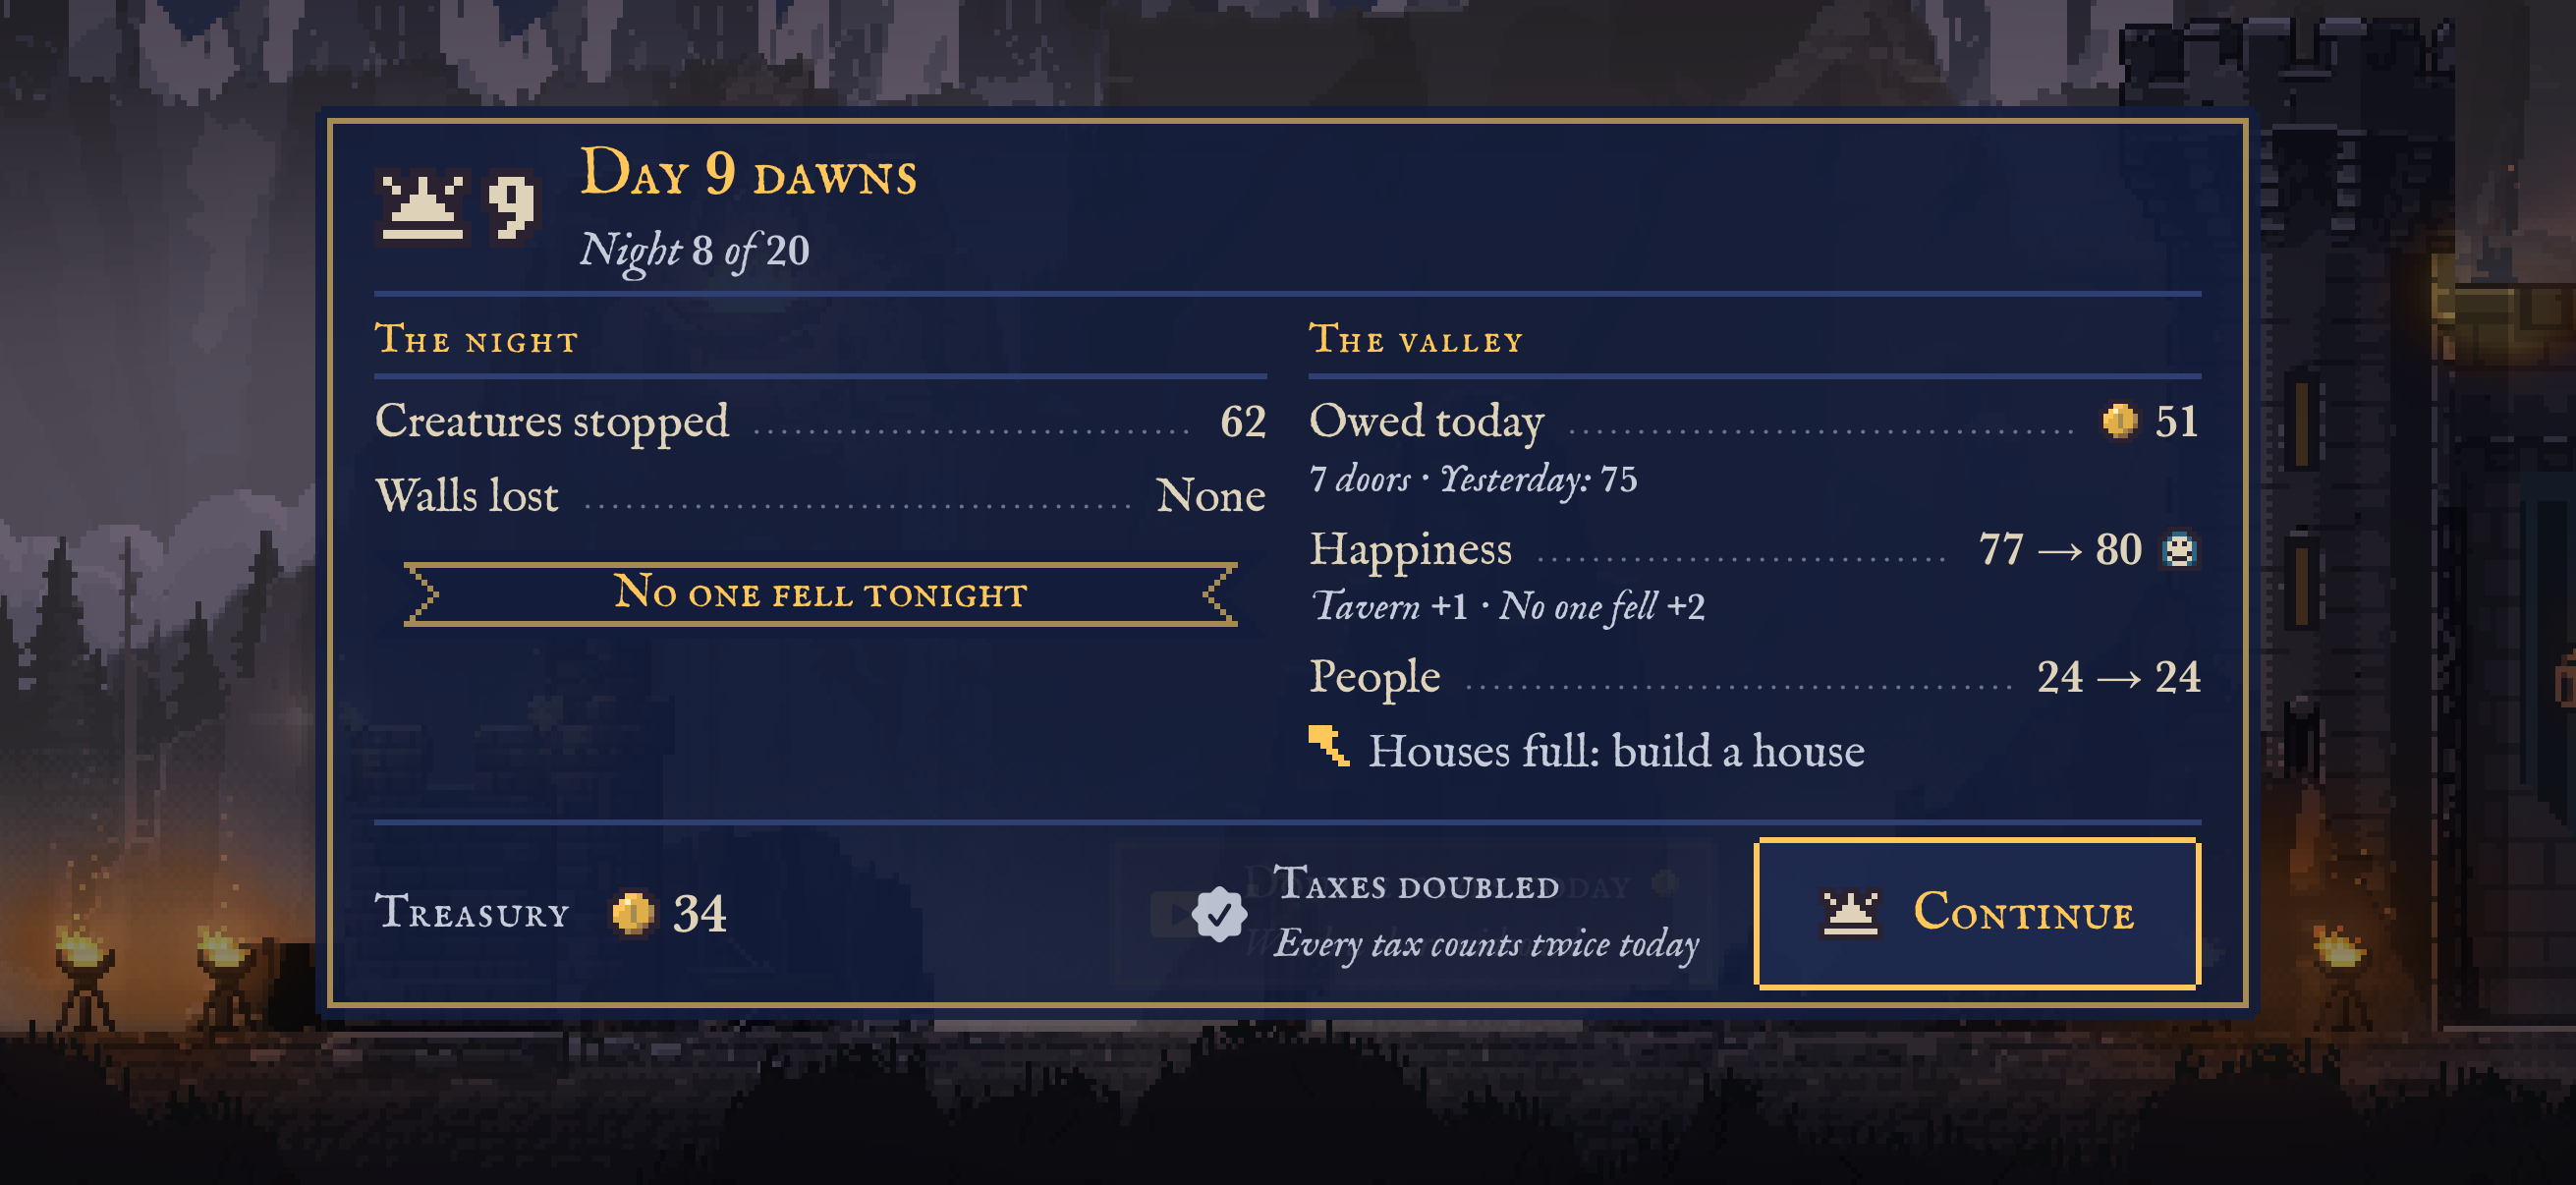 9
Day 9 dawns
Night 8 of 20
The night
Creatures stopped 62
Walls lost None
No one fell tonight
The valley
Owed today 51
7 doors · Yesterday: 75
Happiness 77 → 80
Tavern +1 · No one fell +2
People 24 → 24
Houses full: build a house
Treasury 34
Taxes doubled
Every tax counts twice today
Continue